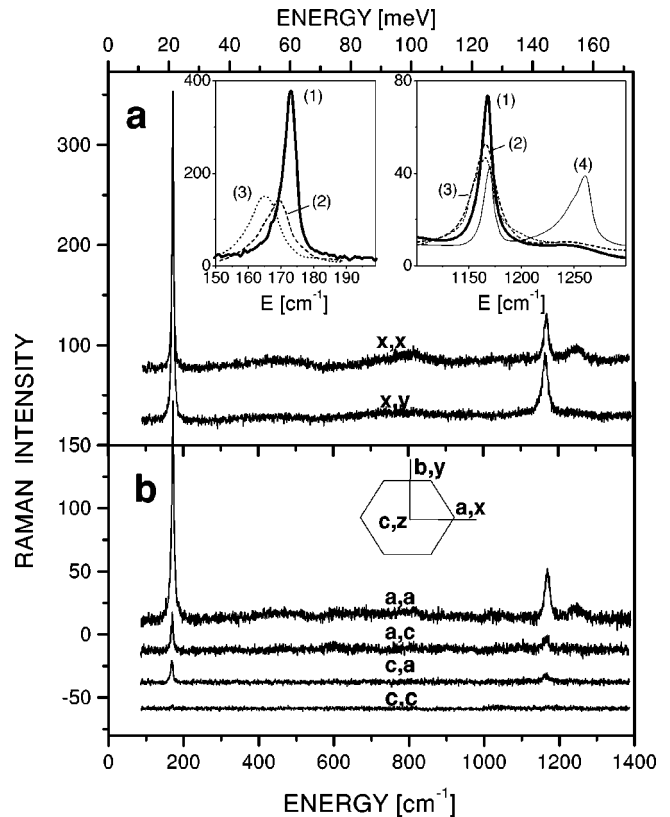 ENERGY [meV]
0 20 40 60 80 100 120 140 160
a
400
200
0
(1)
(3)
(2)
150 160 170 180 190
E [cm-1]
80
40
0
(1)
(2)
(3)
(4)
1150 1200 1250
E [cm-1]
350
300
200
100
150
x,x
x,y
RAMAN INTENSITY
b
b,y
a,x
c,z
100
50
0
-50
a,a
a,c
c,a
c,c
0 200 400 600 800 1000 1200 1400
ENERGY [cm-1]